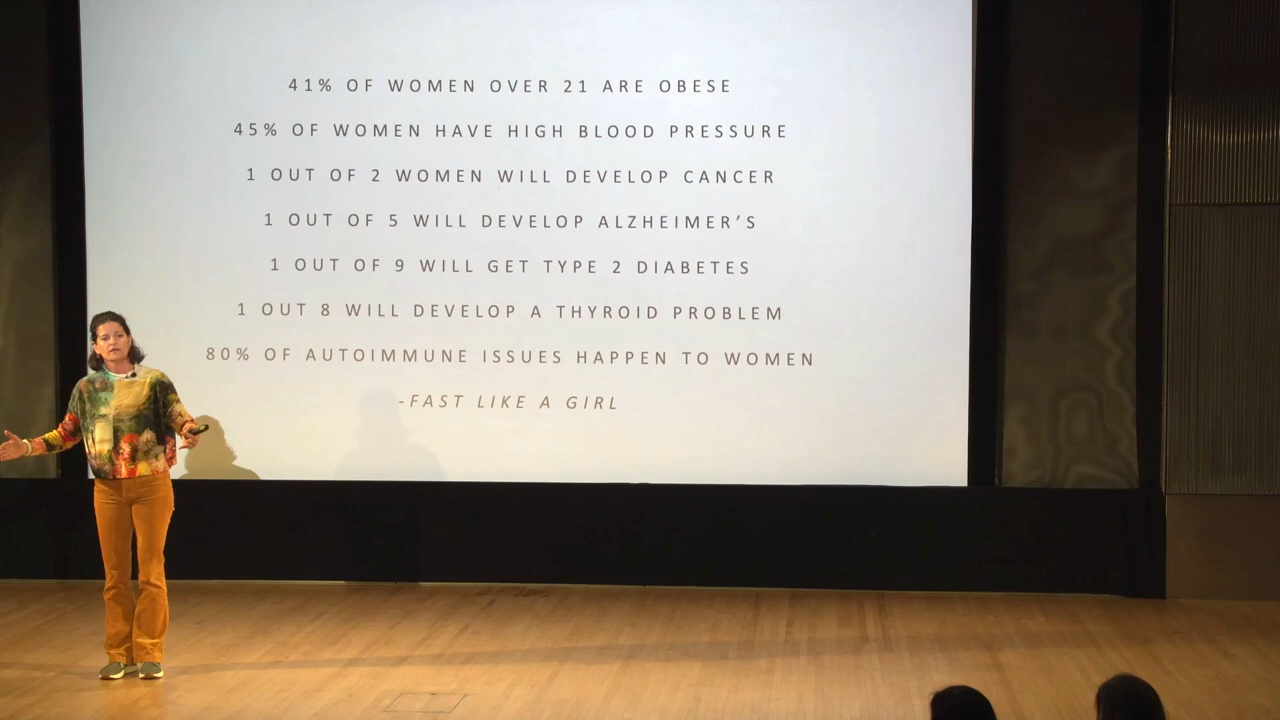 41% OF WOMEN OVER 21 ARE OBESE
45% OF WOMEN HAVE HIGH BLOOD PRESSURE
1 OUT OF 2 WOMEN WILL DEVELOP CANCER
1 OUT OF 5 WILL DEVELOP ALZHEIMER’S
1 OUT OF 9 WILL GET TYPE 2 DIABETES
1 OUT 8 WILL DEVELOP A THYROID PROBLEM
80% OF AUTOIMMUNE ISSUES HAPPEN TO WOMEN
-FAST LIKE A GIRL